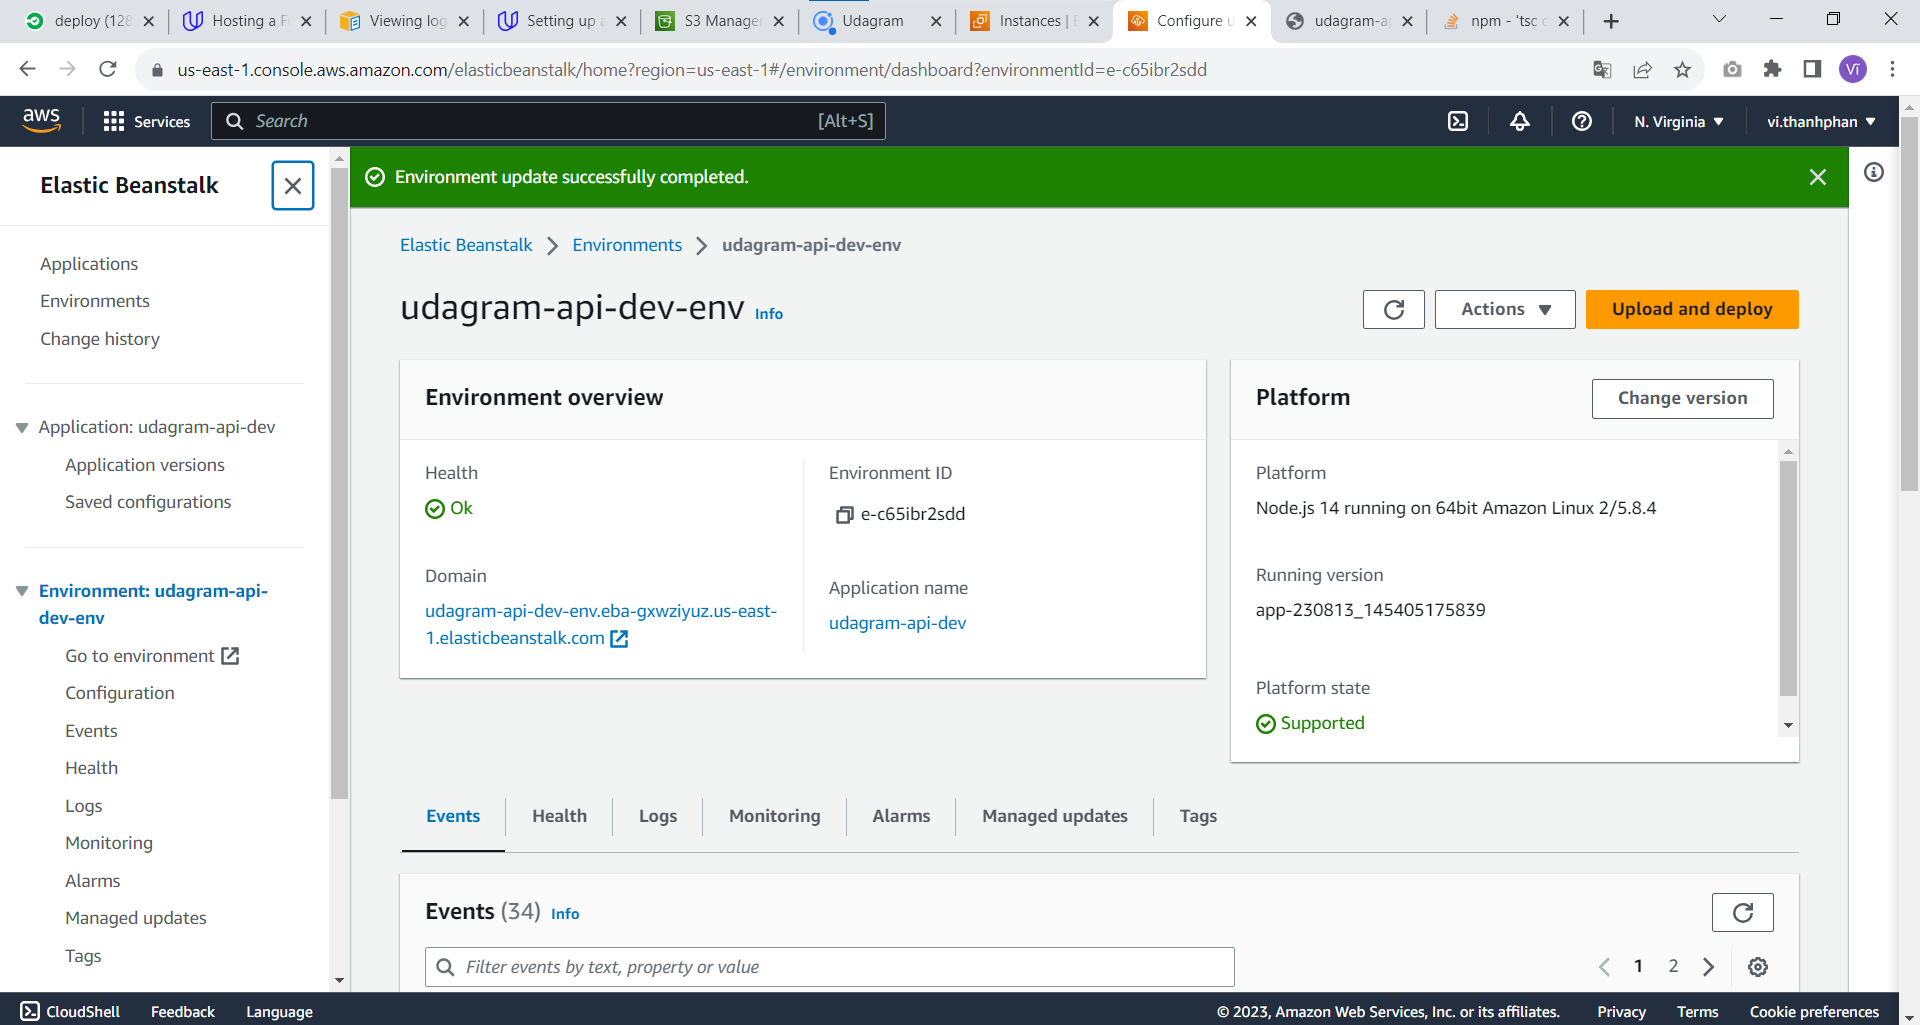 deploy (128
Hosting a Fu
Viewing log
Setting up a
S3 Manager
Udagram
Instances | E
Configure u
udagram-ap
npm - 'tsc c
us-east-1.console.aws.amazon.com/elasticbeanstalk/home?region=us-east-1#/environment/dashboard?environmentId=e-c65ibr2sdd
Vĩ
aws
Services
Search
[Alt+S]
N. Virginia
vi.thanhphan
Elastic Beanstalk
Applications
Environments
Change history
Application: udagram-api-dev
Application versions
Saved configurations
Environment: udagram-api-
dev-env
Go to environment
Configuration
Events
Health
Logs
Monitoring
Alarms
Managed updates
Tags
Environment update successfully completed.
Elastic Beanstalk
Environments
udagram-api-dev-env
udagram-api-dev-env Info
Actions
Upload and deploy
Environment overview
Health
Ok
Domain
udagram-api-dev-env.eba-gxwziyuz.us-east-
1.elasticbeanstalk.com
Environment ID
e-c65ibr2sdd
Application name
udagram-api-dev
Platform
Change version
Platform
Node.js 14 running on 64bit Amazon Linux 2/5.8.4
Running version
app-230813_145405175839
Platform state
Supported
Events
Health
Logs
Monitoring
Alarms
Managed updates
Tags
Events (34) Info
Filter events by text, property or value
1
2
CloudShell
Feedback
Language
© 2023, Amazon Web Services, Inc. or its affiliates.
Privacy
Terms
Cookie preferences